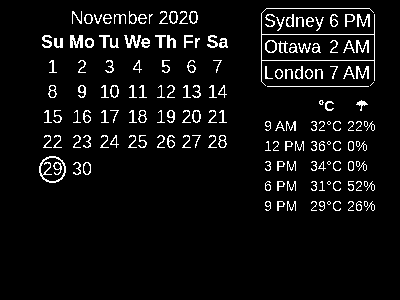 November 2020
Su Mo Tu We Th Fr Sa
1 2 3 4 5 6 7
8 9 10 11 12 13 14
15 16 17 18 19 20 21
22 23 24 25 26 27 28
29 30
Sydney 6 PM
Ottawa 2 AM
London 7 AM
°C ☂
9 AM 32°C 22%
12 PM 36°C 0%
3 PM 34°C 0%
6 PM 31°C 52%
9 PM 29°C 26%